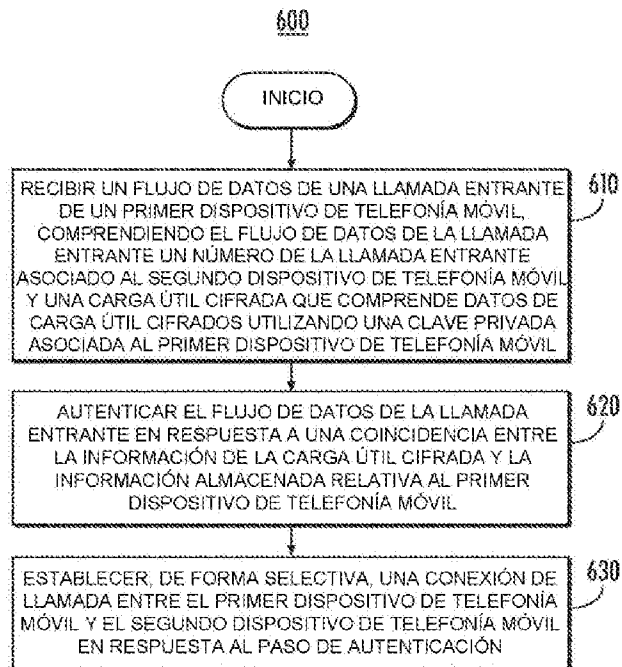 600
INICIO
RECIBIR UN FLUJO DE DATOS DE UNA LLAMADA ENTRANTE
DE UN PRIMER DISPOSITIVO DE TELEFONÍA MÓVIL,
COMPRENDIENDO EL FLUJO DE DATOS DE LA LLAMADA
ENTRANTE UN NÚMERO DE LA LLAMADA ENTRANTE
ASOCIADO AL SEGUNDO DISPOSITIVO DE TELEFONÍA MÓVIL
Y UNA CARGA ÚTIL CIFRADA QUE COMPRENDE DATOS DE
CARGA ÚTIL CIFRADOS UTILIZANDO UNA CLAVE PRIVADA
ASOCIADA AL PRIMER DISPOSITIVO DE TELEFONÍA MÓVIL
610
AUTENTICAR EL FLUJO DE DATOS DE LA LLAMADA
ENTRANTE EN RESPUESTA A UNA COINCIDENCIA ENTRE
LA INFORMACIÓN DE LA CARGA ÚTIL CIFRADA Y LA
INFORMACIÓN ALMACENADA RELATIVA AL PRIMER
DISPOSITIVO DE TELEFONÍA MÓVIL
620
ESTABLECER, DE FORMA SELECTIVA, UNA CONEXIÓN DE
LLAMADA ENTRE EL PRIMER DISPOSITIVO DE TELEFONÍA
MÓVIL Y EL SEGUNDO DISPOSITIVO DE TELEFONÍA MÓVIL
EN RESPUESTA AL PASO DE AUTENTICACIÓN
630